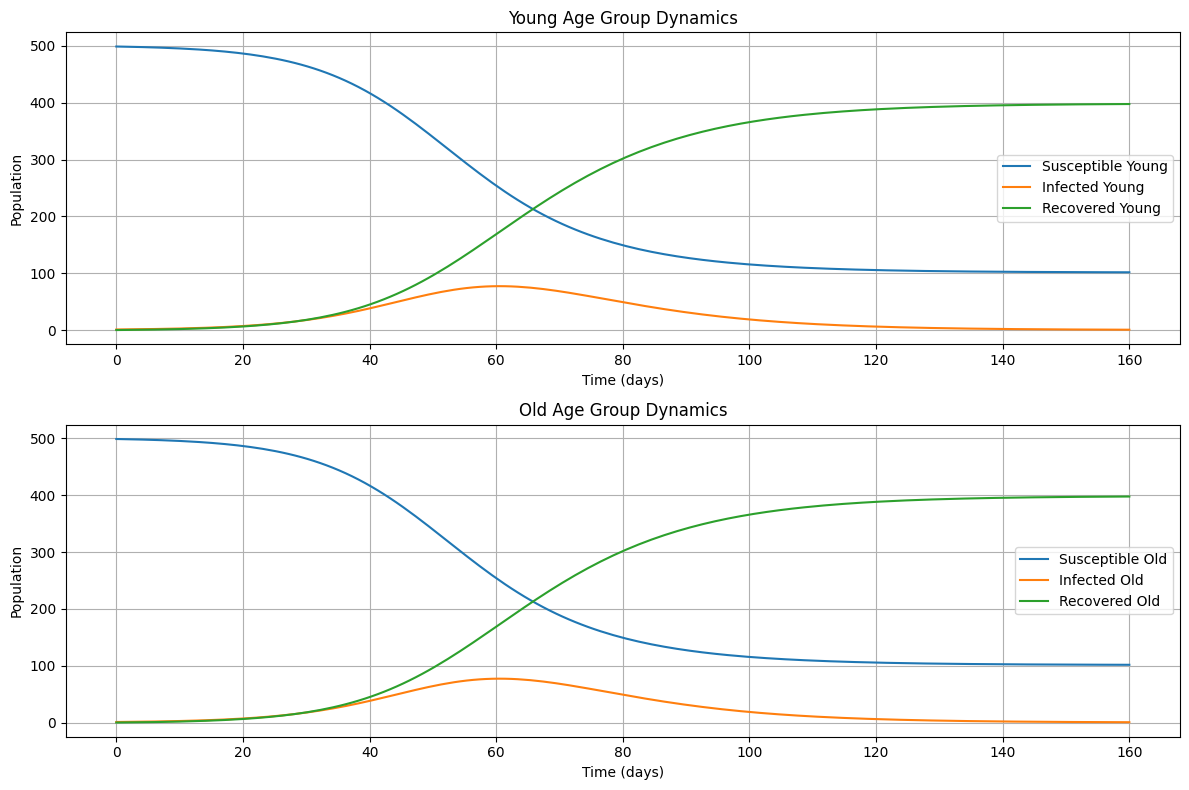 Young Age Group Dynamics
500
400
300
200
100
0
Population
Susceptible Young
Infected Young
Recovered Young
0 20 40 60 80 100 120 140 160
Time (days)
Old Age Group Dynamics
500
400
300
200
100
0
Population
Susceptible Old
Infected Old
Recovered Old
0 20 40 60 80 100 120 140 160
Time (days)